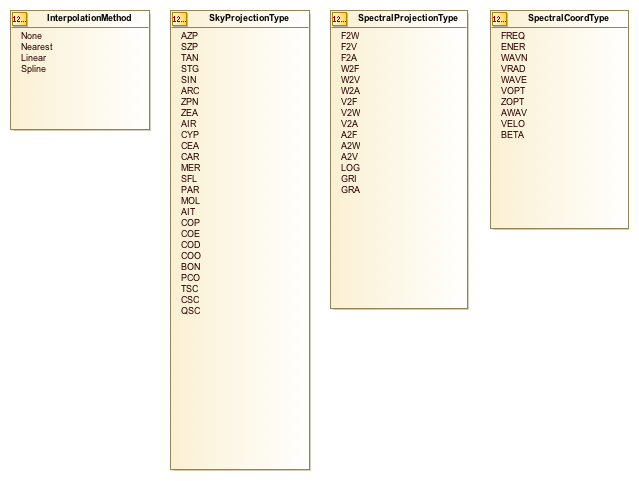 12... InterpolationMethod
None
Nearest
Linear
Spline
12... SkyProjectionType
AZP
SZP
TAN
STG
SIN
ARC
ZPN
ZEA
AIR
CYP
CEA
CAR
MER
SFL
PAR
MOL
AIT
COP
COE
COD
COO
BON
PCO
TSC
CSC
QSC
12... SpectralProjectionType
F2W
F2V
F2A
W2F
W2V
W2A
V2F
V2W
V2A
A2F
A2W
A2V
LOG
GRI
GRA
12... SpectralCoordType
FREQ
ENER
WAVN
VRAD
WAVE
VOPT
ZOPT
AWAV
VELO
BETA